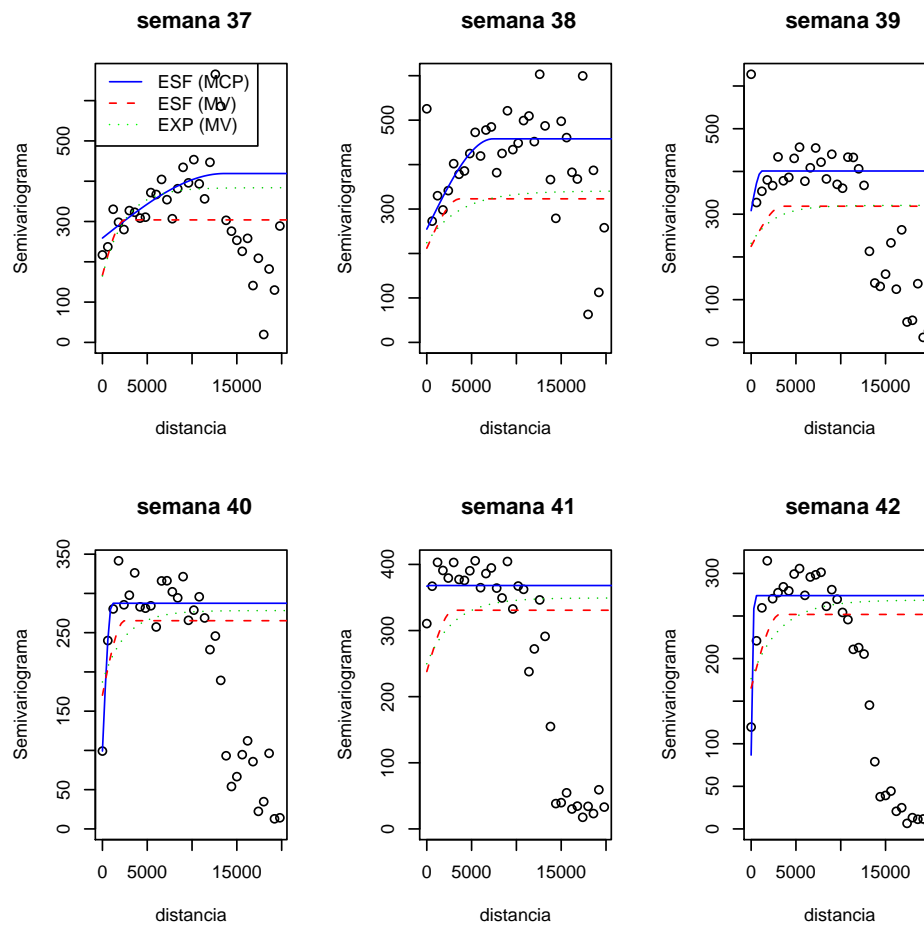 semana 37
semana 38
semana 39
ESF (MCP)
ESF (MV)
EXP (MV)
Semivariograma
0 100 300 500
0 5000 15000
distancia
Semivariograma
0 100 300 500
0 5000 15000
distancia
Semivariograma
0 100 300 500
0 5000 15000
distancia
semana 40
semana 41
semana 42
Semivariograma
0 50 150 250 350
0 5000 15000
distancia
Semivariograma
0 100 200 300 400
0 5000 15000
distancia
Semivariograma
0 50 100 200 300
0 5000 15000
distancia